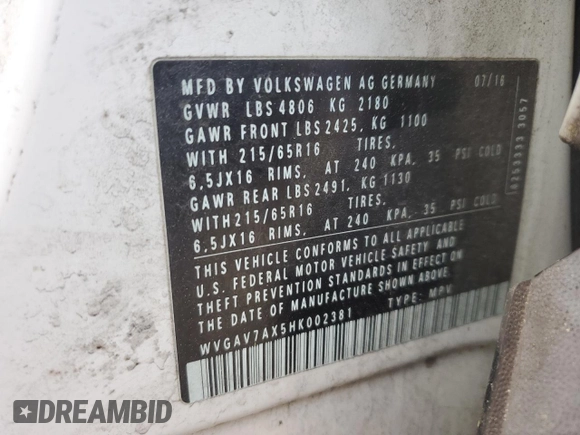 MFD BY VOLKSWAGEN AG GERMANY 07/16
GVWR LBS 4806 KG 2180
GAWR FRONT LBS 2425, KG 1100
WITH 215/65R16 TIRES,
6,5JX16 RIMS, AT 240 KPA, 35 PSI COLD
GAWR REAR LBS 2491, KG 1130
WITH 215/65R16 TIRES,
6,5JX16 RIMS, AT 240 KPA, 35 PSI COLD
THIS VEHICLE CONFORMS TO ALL APPLICABLE
U.S. FEDERAL MOTOR VEHICLE SAFETY AND
THEFT PREVENTION STANDARDS IN EFFECT ON
THE DATE OF MANUFACTURE SHOWN ABOVE.
WVGAV7AX5HK002381 TYPE: MPV
DREAMBID